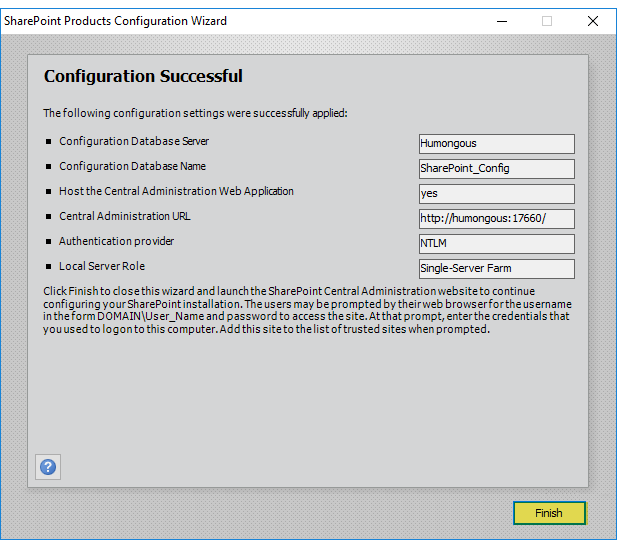 SharePoint Products Configuration Wizard
Configuration Successful
The following configuration settings were successfully applied:
Configuration Database Server Humongous
Configuration Database Name SharePoint_Config
Host the Central Administration Web Application yes
Central Administration URL http://humongous:17660/
Authentication provider NTLM
Local Server Role Single-Server Farm
Click Finish to close this wizard and launch the SharePoint Central Administration website to continue
configuring your SharePoint installation. The users may be prompted by their web browser for the username
in the form DOMAIN\User_Name and password to access the site. At that prompt, enter the credentials that
you used to logon to this computer. Add this site to the list of trusted sites when prompted.
?
Finish